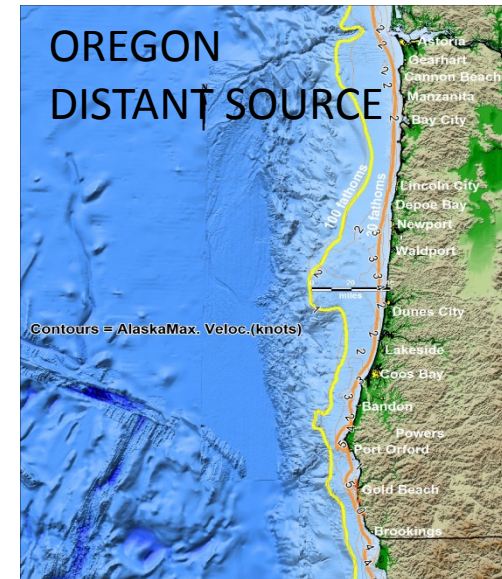 OREGON
DISTANT SOURCE
Astoria
Gearhart
Cannon Beach
Manzanita
Bay City
100 fathoms
fathoms
Lincoln City
Depoe Bay
Newport
Waldport
miles
Dunes City
Contours = AlaskaMax. Veloc.(knots)
Lakeside
Coos Bay
Bandon
Powers
Port Orford
Gold Beach
Brookings